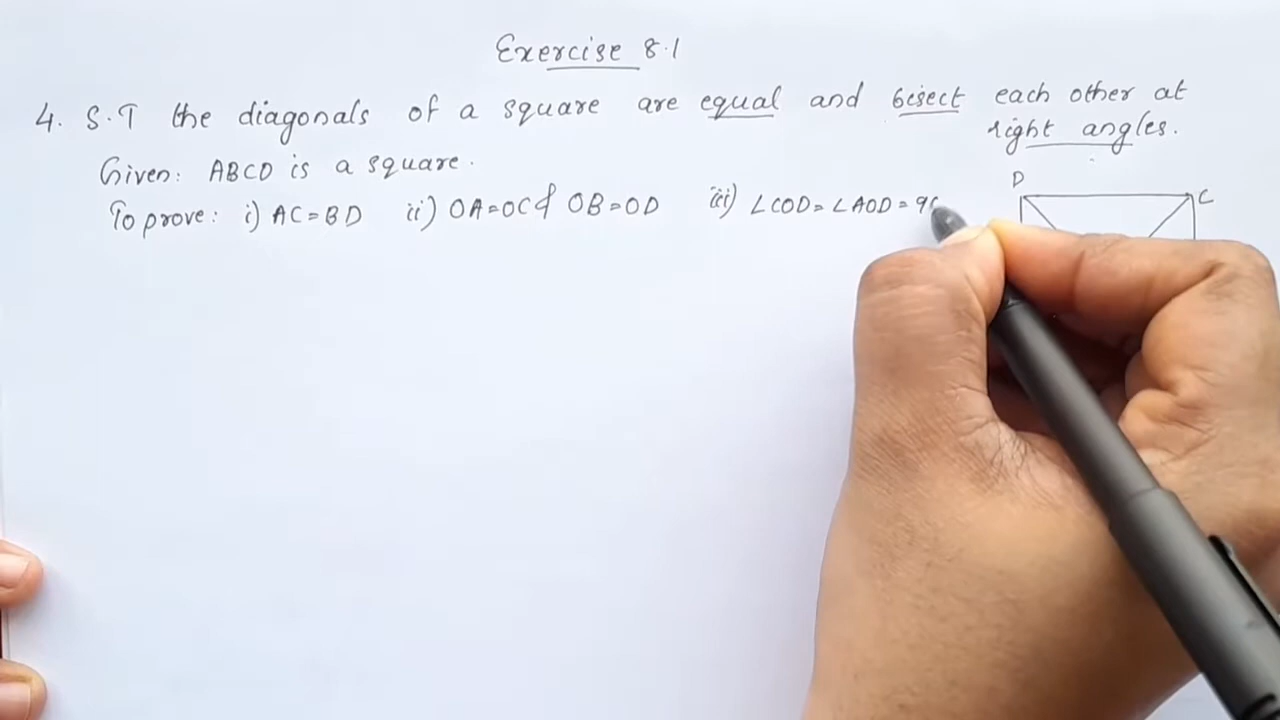 Exercise 8.1
4. S.T the diagonals of a square are equal and bisect each other at
right angles.
Given: ABCD is a square.
To prove: i) AC=BD ii) OA=OC & OB=OD iii) ∠COD=∠AOD=90
D
C